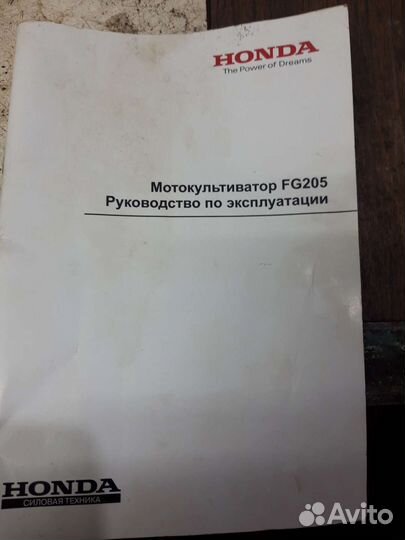 HONDA
The Power of Dreams
Мотокультиватор FG205
Руководство по эксплуатации
HONDA
СИЛОВАЯ ТЕХНИКА
Avito